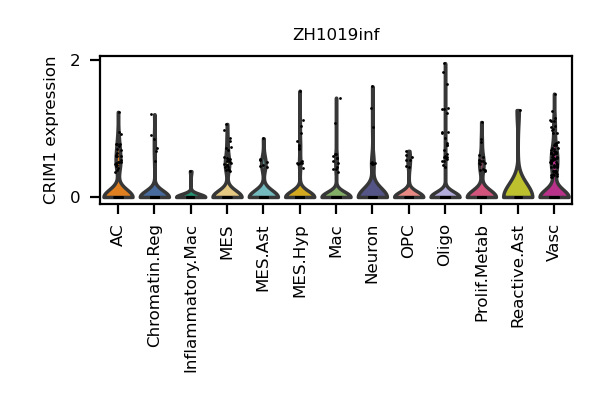 ZH1019inf
CRIM1 expression
2
0
AC
Chromatin.Reg
Inflammatory.Mac
MES
MES.Ast
MES.Hyp
Mac
Neuron
OPC
Oligo
Prolif.Metab
Reactive.Ast
Vasc